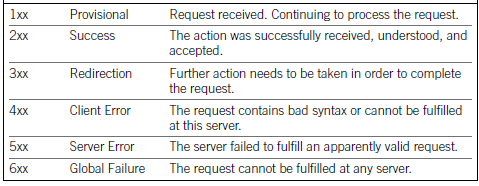 1xx Provisional Request received. Continuing to process the request.
2xx Success The action was successfully received, understood, and
accepted.
3xx Redirection Further action needs to be taken in order to complete
the request.
4xx Client Error The request contains bad syntax or cannot be fulfilled
at this server.
5xx Server Error The server failed to fulfill an apparently valid request.
6xx Global Failure The request cannot be fulfilled at any server.